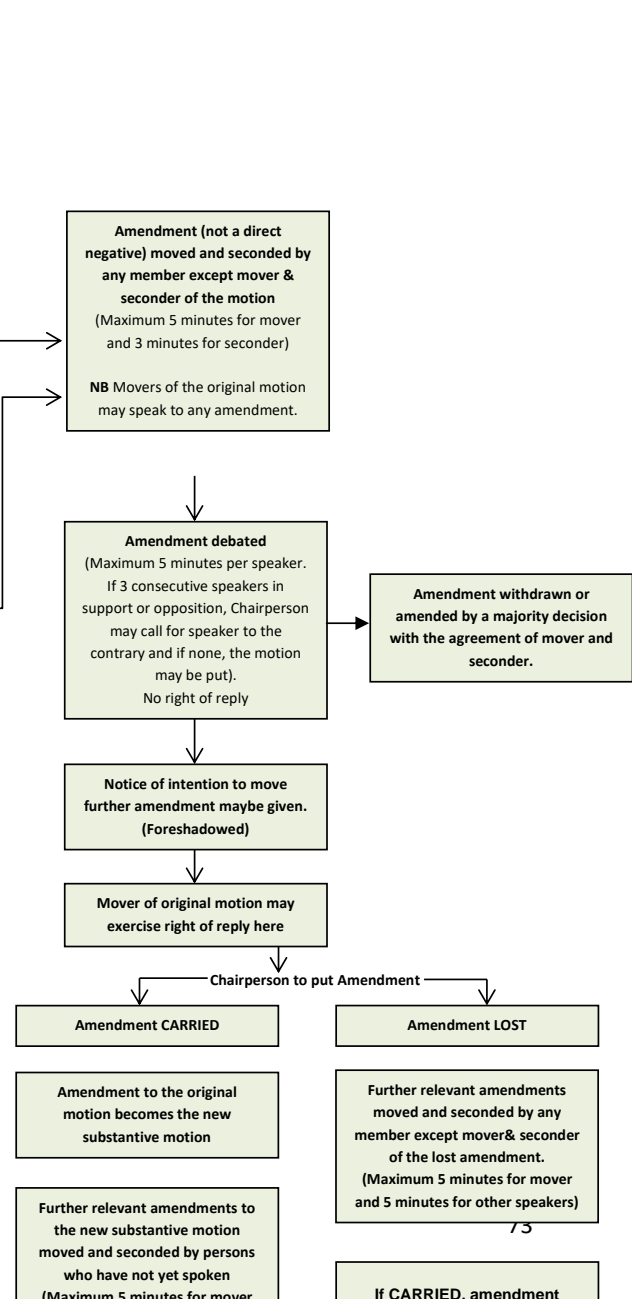 Amendment (not a direct
negative) moved and seconded by
any member except mover &
seconder of the motion
(Maximum 5 minutes for mover
and 3 minutes for seconder)
NB Movers of the original motion
may speak to any amendment.
Amendment debated
(Maximum 5 minutes per speaker.
If 3 consecutive speakers in
support or opposition, Chairperson
may call for speaker to the
contrary and if none, the motion
may be put).
No right of reply
Amendment withdrawn or
amended by a majority decision
with the agreement of mover and
seconder.
Notice of intention to move
further amendment maybe given.
(Foreshadowed)
Mover of original motion may
exercise right of reply here
Chairperson to put Amendment
Amendment CARRIED
Amendment to the original
motion becomes the new
substantive motion
Further relevant amendments to
the new substantive motion
moved and seconded by persons
who have not yet spoken
(Maximum 5 minutes for mover
Amendment LOST
Further relevant amendments
moved and seconded by any
member except mover& seconder
of the lost amendment.
(Maximum 5 minutes for mover
and 5 minutes for other speakers)
73
If CARRIED, amendment